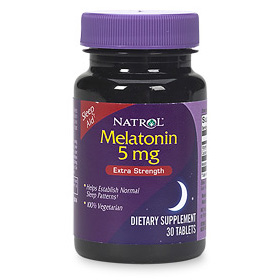 Sleep
Aid
NATROL®
Melatonin
5 mg
Extra Strength
• Helps Establish Normal
Sleep Patterns†
• 100% Vegetarian
DIETARY SUPPLEMENT
30 TABLETS